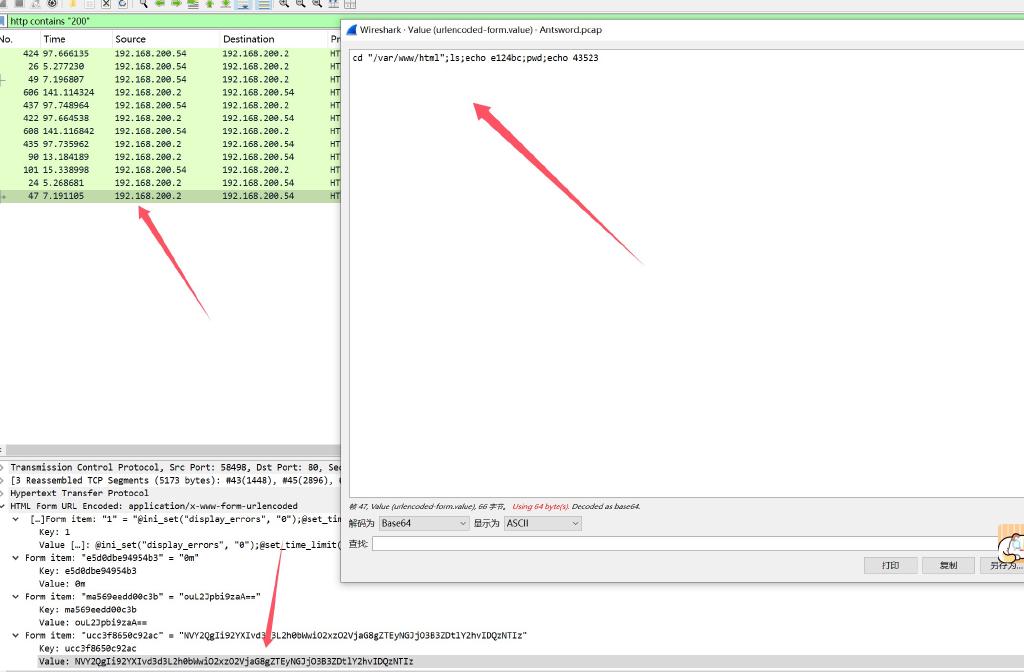 http contains "200"
No. Time Source Destination Pr
424 97.666135 192.168.200.54 192.168.200.2 HT
26 5.277230 192.168.200.54 192.168.200.2 HT
49 7.196807 192.168.200.54 192.168.200.2 HT
606 141.114324 192.168.200.2 192.168.200.54 HT
437 97.748964 192.168.200.54 192.168.200.2 HT
422 97.664538 192.168.200.2 192.168.200.54 HT
608 141.116842 192.168.200.54 192.168.200.2 HT
435 97.735962 192.168.200.2 192.168.200.54 HT
90 13.184189 192.168.200.2 192.168.200.54 HT
101 15.338998 192.168.200.54 192.168.200.2 HT
24 5.268681 192.168.200.2 192.168.200.54 HT
47 7.191105 192.168.200.2 192.168.200.54 HT
Wireshark · Value (urlencoded-form.value) · Antsword.pcap
cd "/var/www/html";ls;echo e124bc;pwd;echo 43523
帧 47, Value (urlencoded-form.value), 66 字节。 Using 64 byte(s). Decoded as base64.
解码为 Base64 显示为 ASCII
查找:
打印 复制 另存为…
Transmission Control Protocol, Src Port: 58498, Dst Port: 80, Sec
[3 Reassembled TCP Segments (5173 bytes): #43(1448), #45(2896),
Hypertext Transfer Protocol
HTML Form URL Encoded: application/x-www-form-urlencoded
[…]Form item: "1" = "@ini_set("display_errors", "0");@set_tim
Key: 1
Value […]: @ini_set("display_errors", "0");@set_time_limit(
Form item: "e5d0dbe94954b3" = "0m"
Key: e5d0dbe94954b3
Value: 0m
Form item: "ma569eedd00c3b" = "ouL2Jpbi9zaA=="
Key: ma569eedd00c3b
Value: ouL2Jpbi9zaA==
Form item: "ucc3f8650c92ac" = "NVY2QgIi92YXIvd3d3L2h0bWwiO2xzO2VjaG8gZTEyNGJjO3B3ZDtlY2hvIDQzNTIz"
Key: ucc3f8650c92ac
Value: NVY2QgIi92YXIvd3d3L2h0bWwiO2xzO2VjaG8gZTEyNGJjO3B3ZDtlY2hvIDQzNTIz